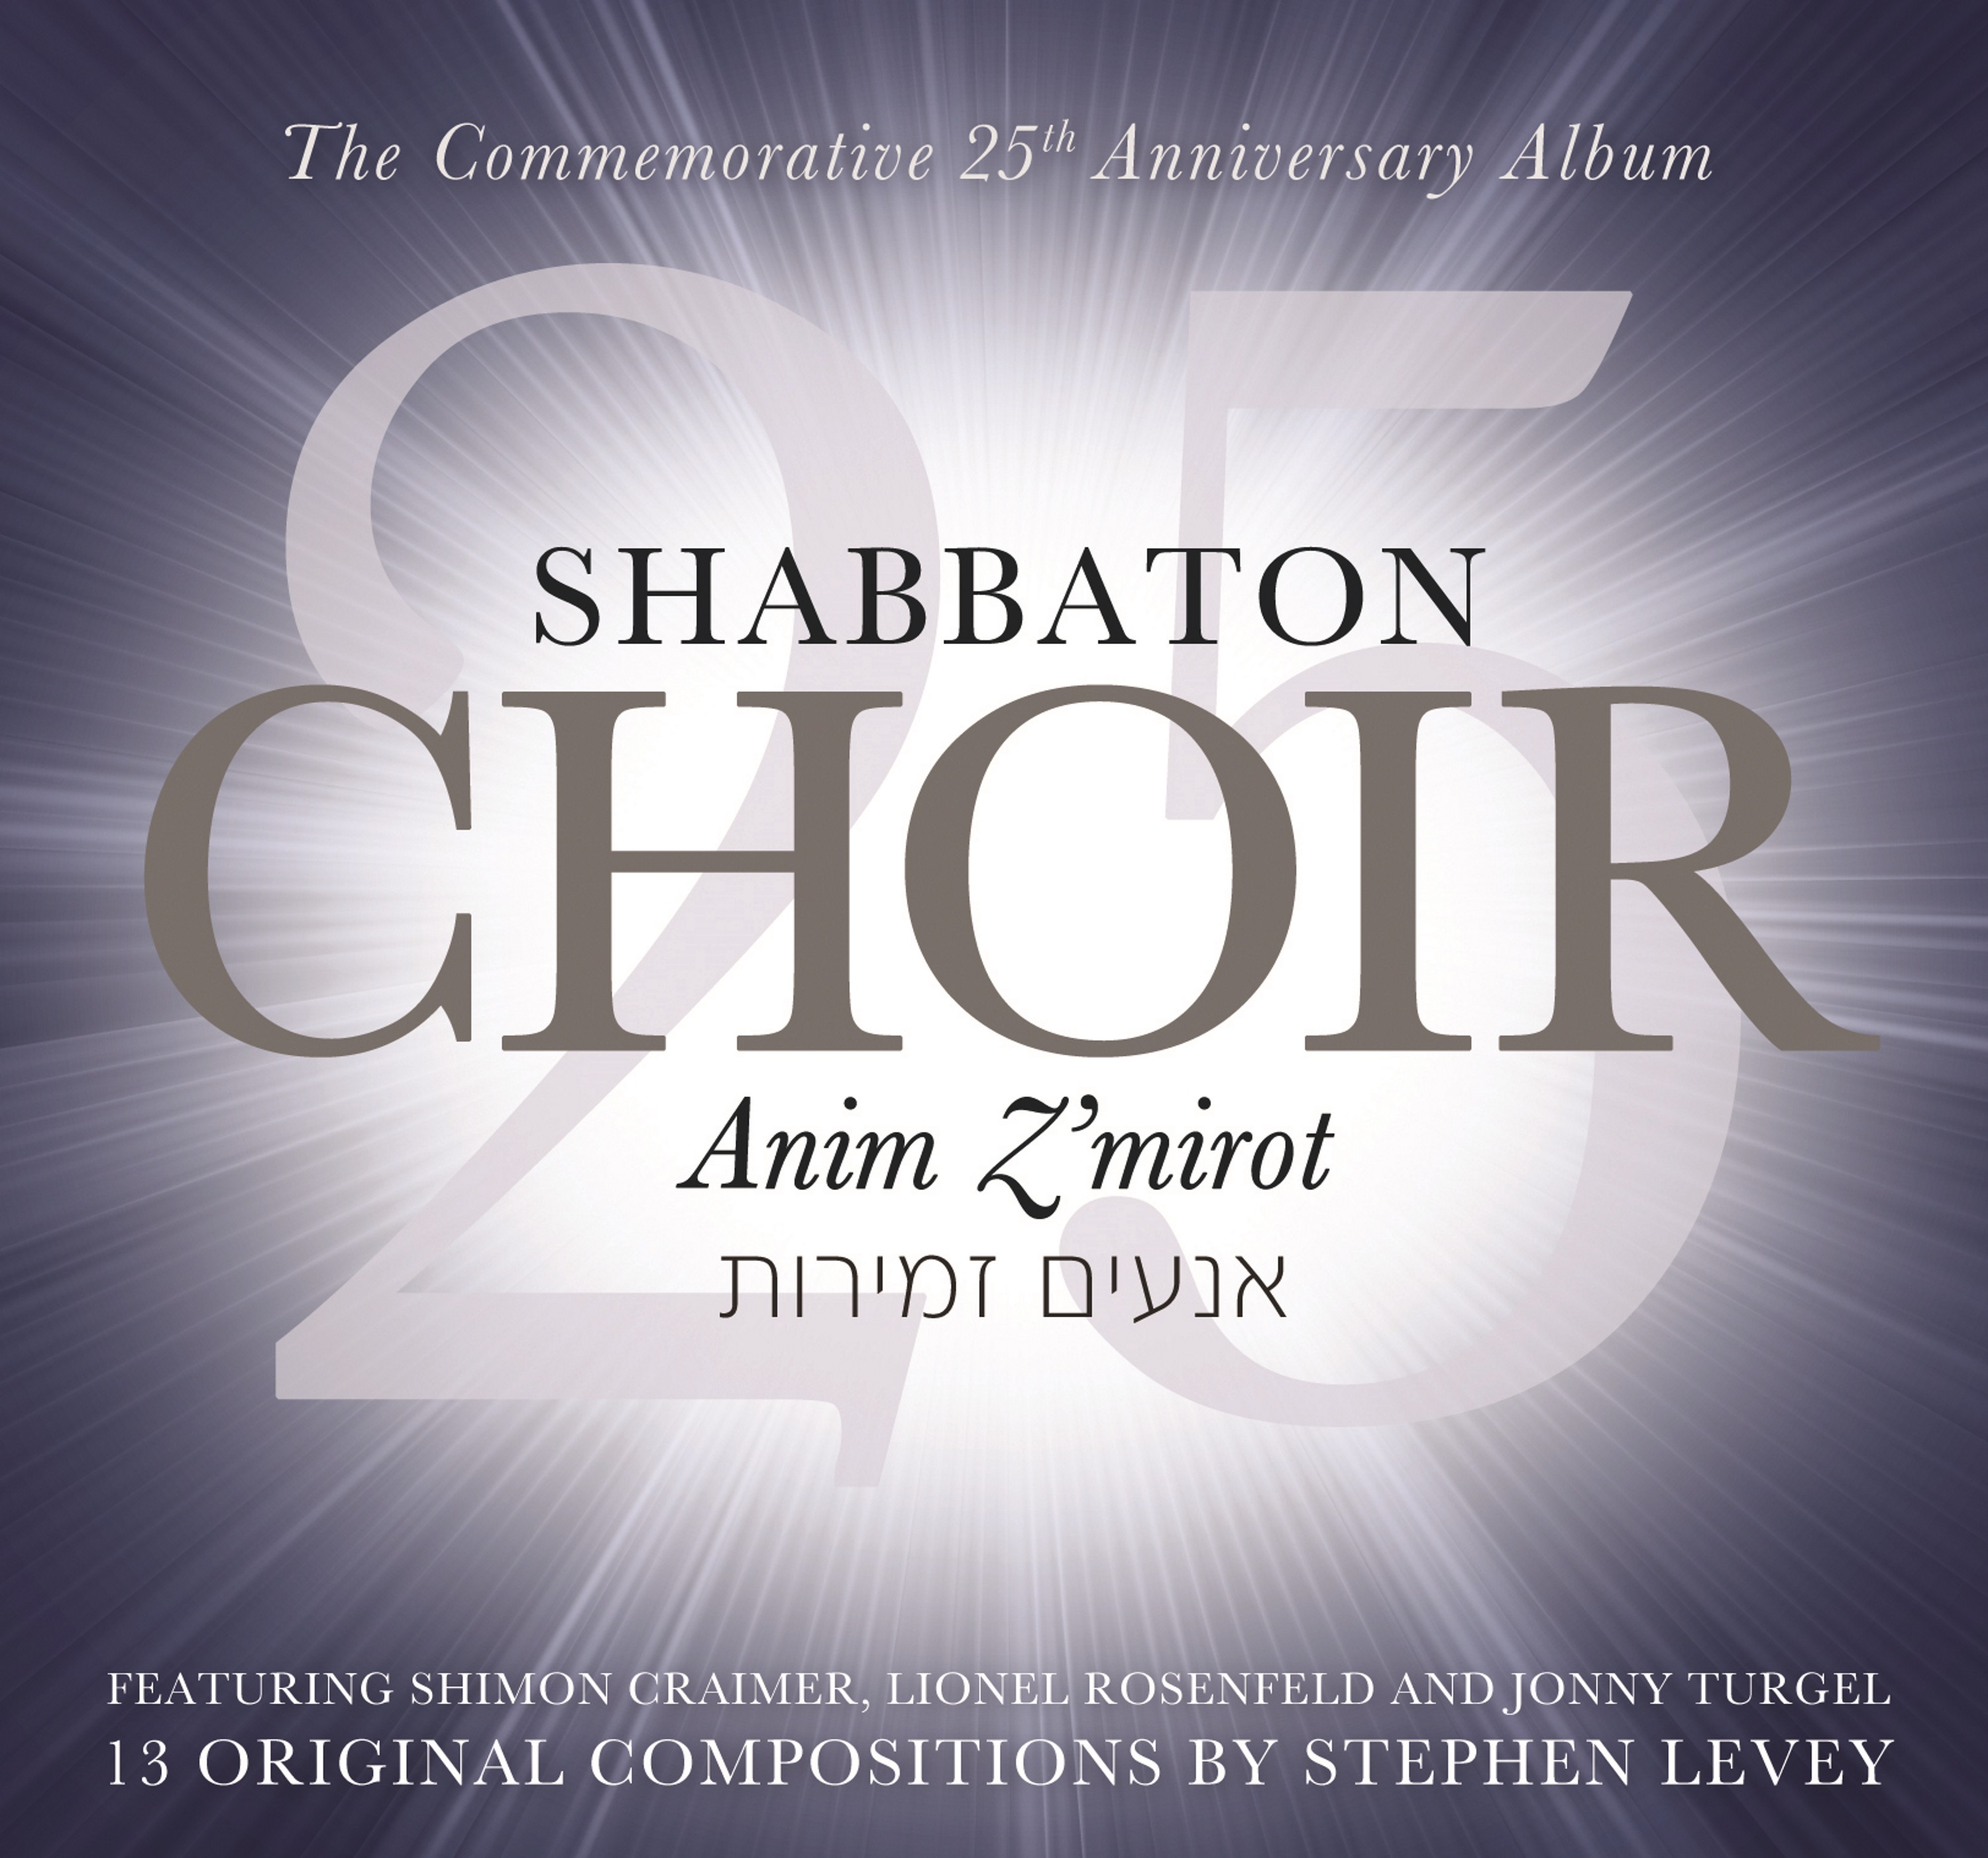 The Commemorative 25th Anniversary Album
25
SHABBATON
CHOIR
Anim Z’mirot
אנעים זמירות
FEATURING SHIMON CRAIMER, LIONEL ROSENFELD AND JONNY TURGEL
13 ORIGINAL COMPOSITIONS BY STEPHEN LEVEY